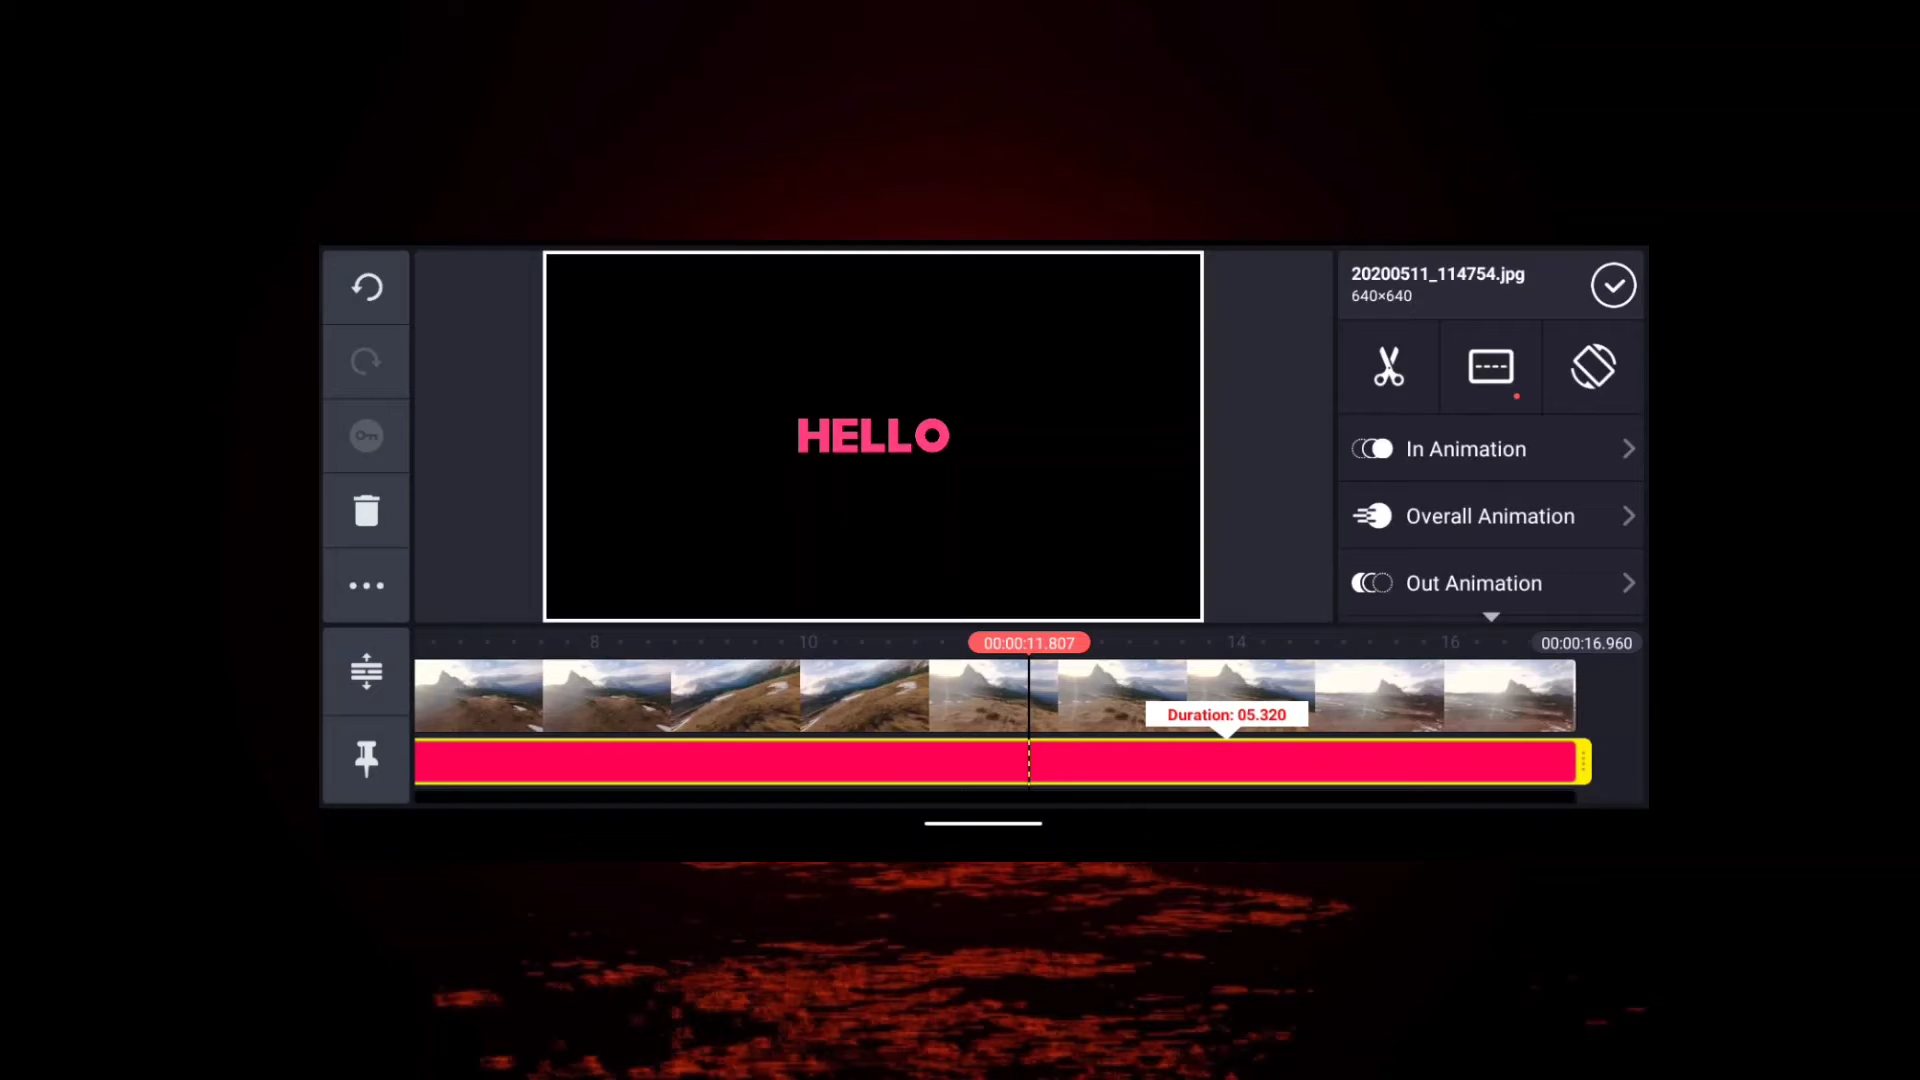 20200511_114754.jpg
640×640
HELLO
In Animation
Overall Animation
Out Animation
8
10
00:00:11.807
14
16
00:00:16.960
Duration: 05.320